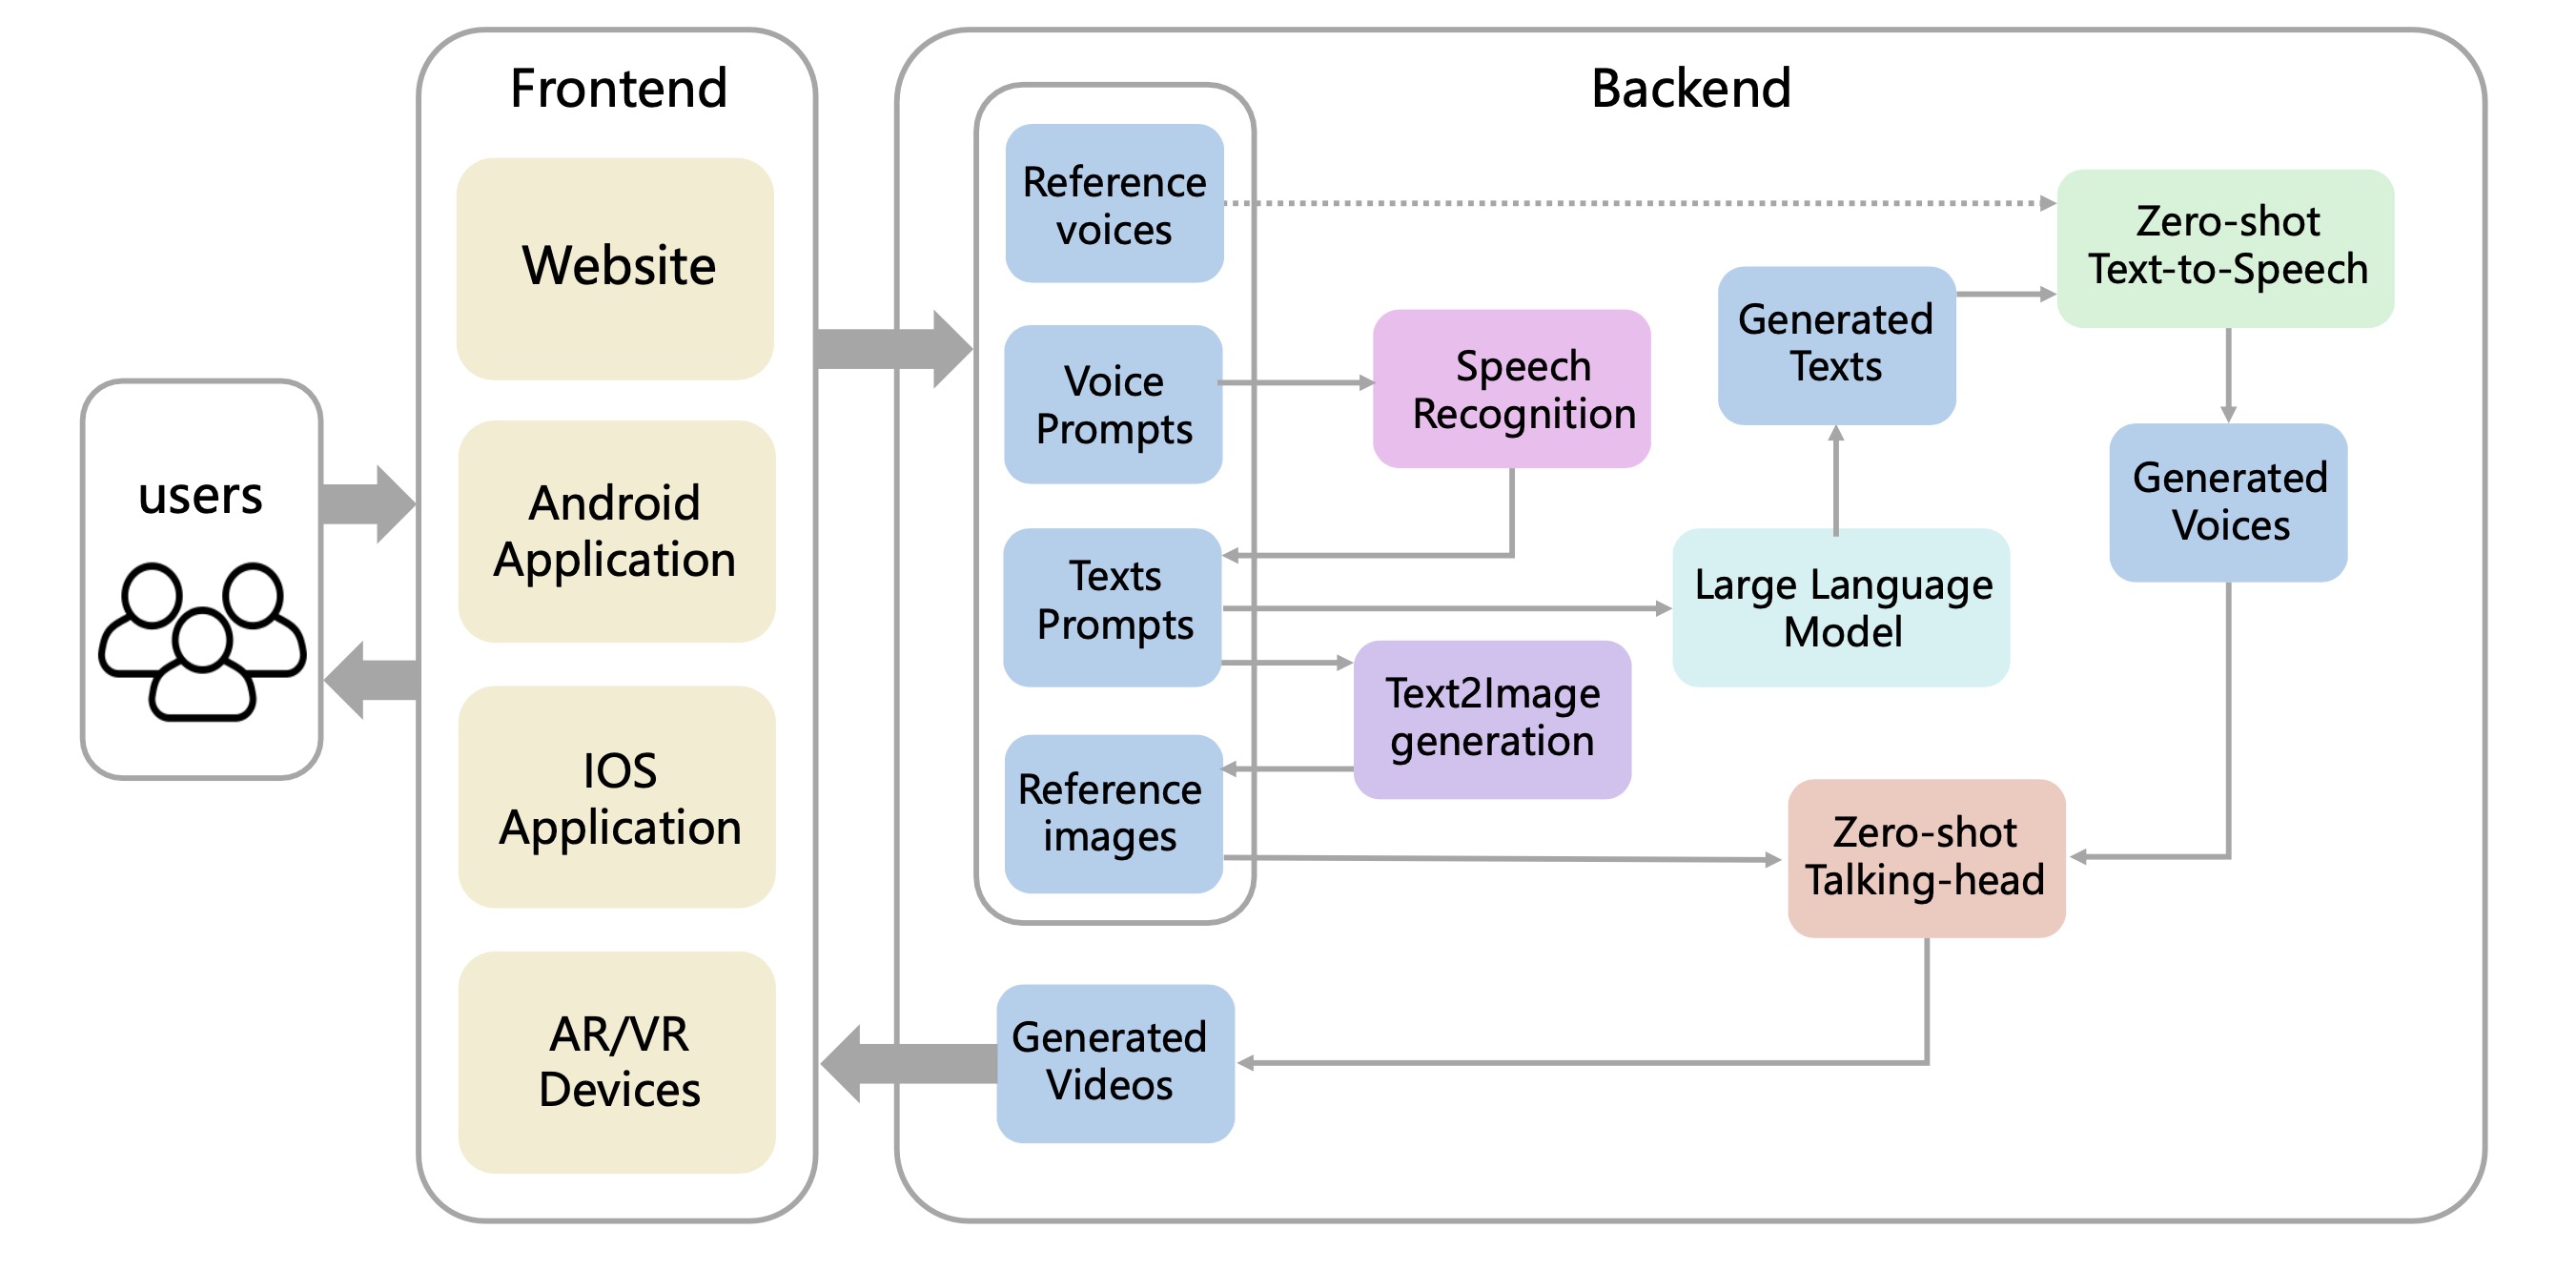 Frontend
Website
Android
Application
IOS
Application
AR/VR
Devices
users
Backend
Reference
voices
Voice
Prompts
Texts
Prompts
Reference
images
Generated
Videos
Speech
Recognition
Text2Image
generation
Generated
Texts
Large Language
Model
Zero-shot
Text-to-Speech
Generated
Voices
Zero-shot
Talking-head